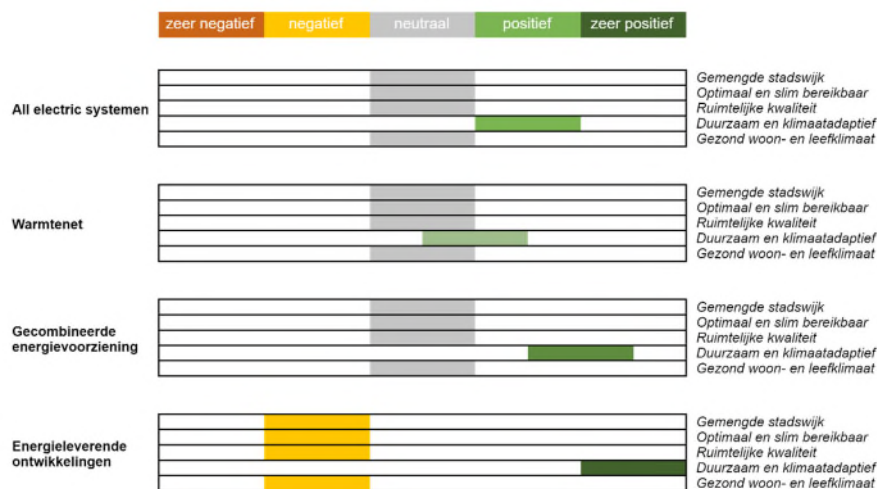 zeer negatief negatief neutraal positief zeer positief
All electric systemen
Gemengde stadswijk
Optimaal en slim bereikbaar
Ruimtelijke kwaliteit
Duurzaam en klimaatadaptief
Gezond woon- en leefklimaat
Warmtenet
Gemengde stadswijk
Optimaal en slim bereikbaar
Ruimtelijke kwaliteit
Duurzaam en klimaatadaptief
Gezond woon- en leefklimaat
Gecombineerde
energievoorziening
Gemengde stadswijk
Optimaal en slim bereikbaar
Ruimtelijke kwaliteit
Duurzaam en klimaatadaptief
Gezond woon- en leefklimaat
Energieleverende
ontwikkelingen
Gemengde stadswijk
Optimaal en slim bereikbaar
Ruimtelijke kwaliteit
Duurzaam en klimaatadaptief
Gezond woon- en leefklimaat